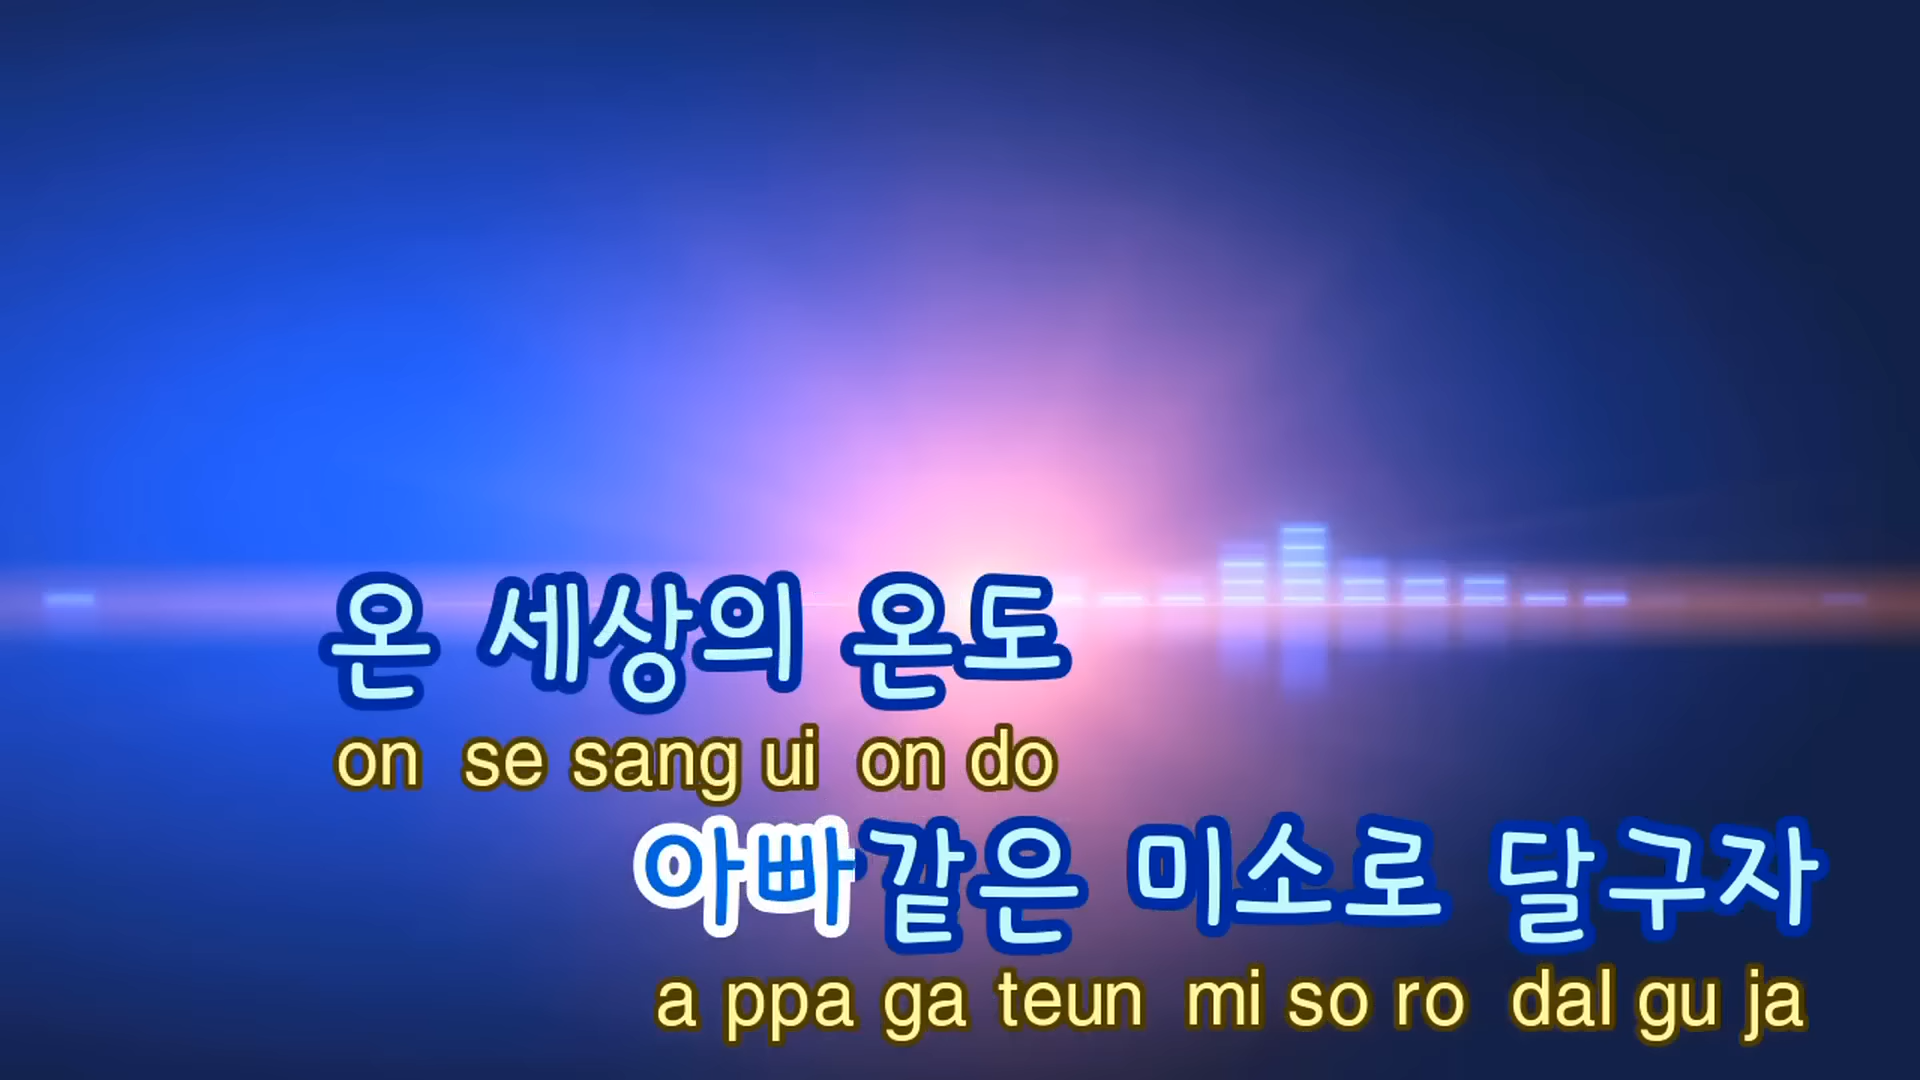 온 세상의 온도
on se sang ui on do
아빠같은 미소로 달구자
a ppa ga teun mi so ro dal gu ja